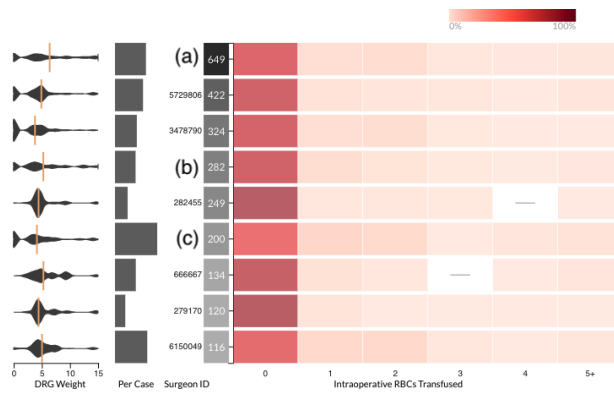 0% 100%
(a) 649
5729806 422
3478790 324
(b) 282
282455 249
(c) 200
666667 134
279170 120
6150049 116
0 5 10 15 0 1 2 3 4 5+
DRG Weight Per Case Surgeon ID Intraoperative RBCs Transfused